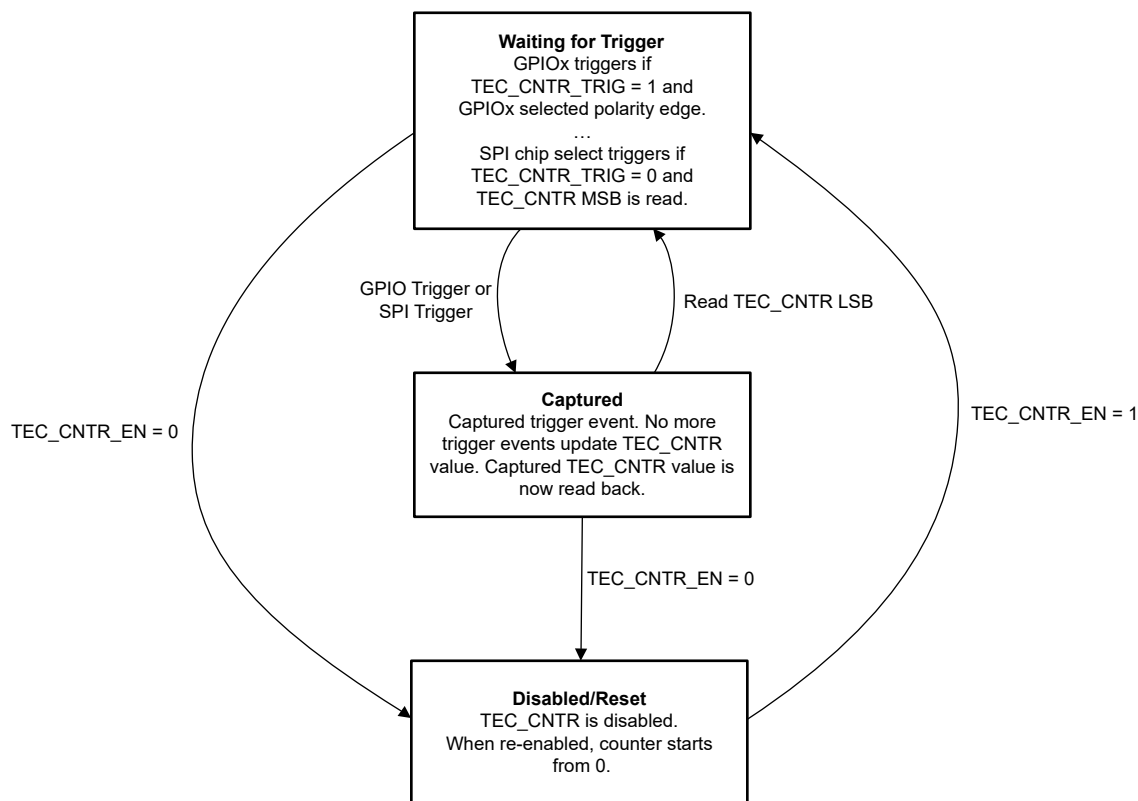 Waiting for Trigger
GPIOx triggers if
TEC_CNTR_TRIG = 1 and
GPIOx selected polarity edge.
…
SPI chip select triggers if
TEC_CNTR_TRIG = 0 and
TEC_CNTR MSB is read.
GPIO Trigger or
SPI Trigger
Read TEC_CNTR LSB
Captured
Captured trigger event. No more
trigger events update TEC_CNTR
value. Captured TEC_CNTR value is
now read back.
TEC_CNTR_EN = 0
TEC_CNTR_EN = 1
TEC_CNTR_EN = 0
Disabled/Reset
TEC_CNTR is disabled.
When re-enabled, counter starts
from 0.